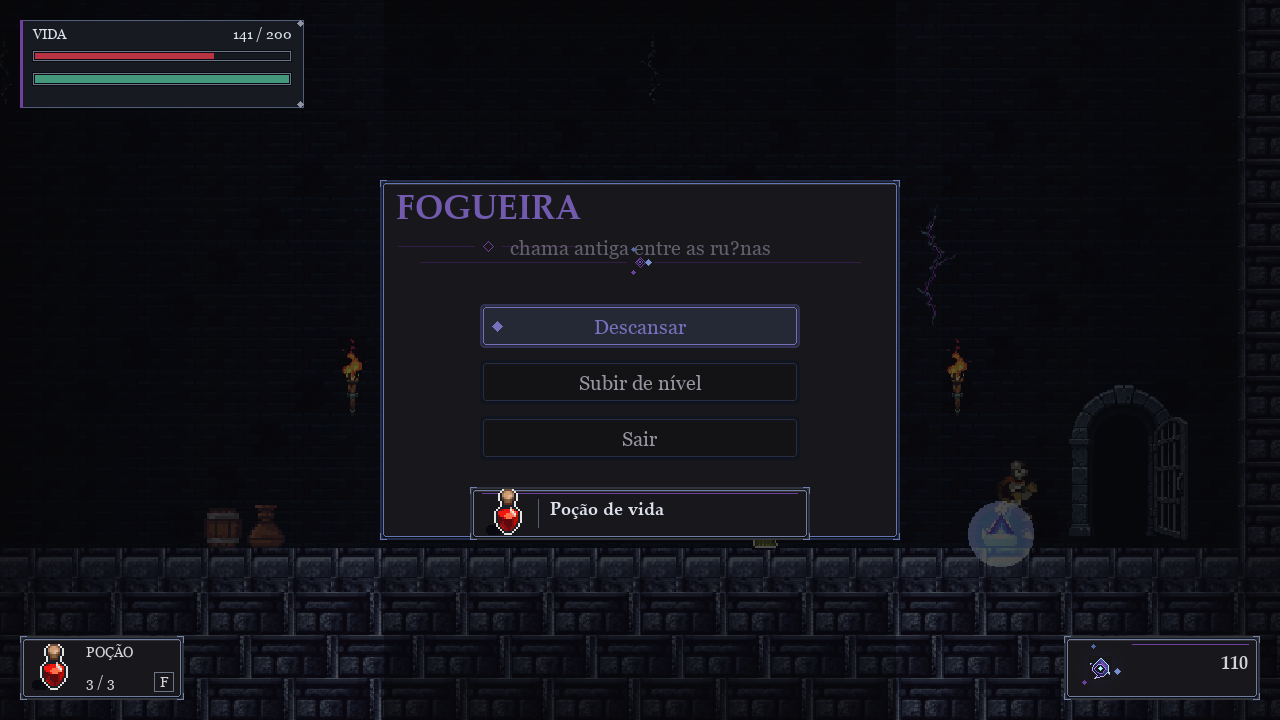 VIDA 141 / 200
FOGUEIRA
chama antiga entre as ru?nas
Descansar
Subir de nível
Sair
Poção de vida
POÇÃO
3 / 3 F
110